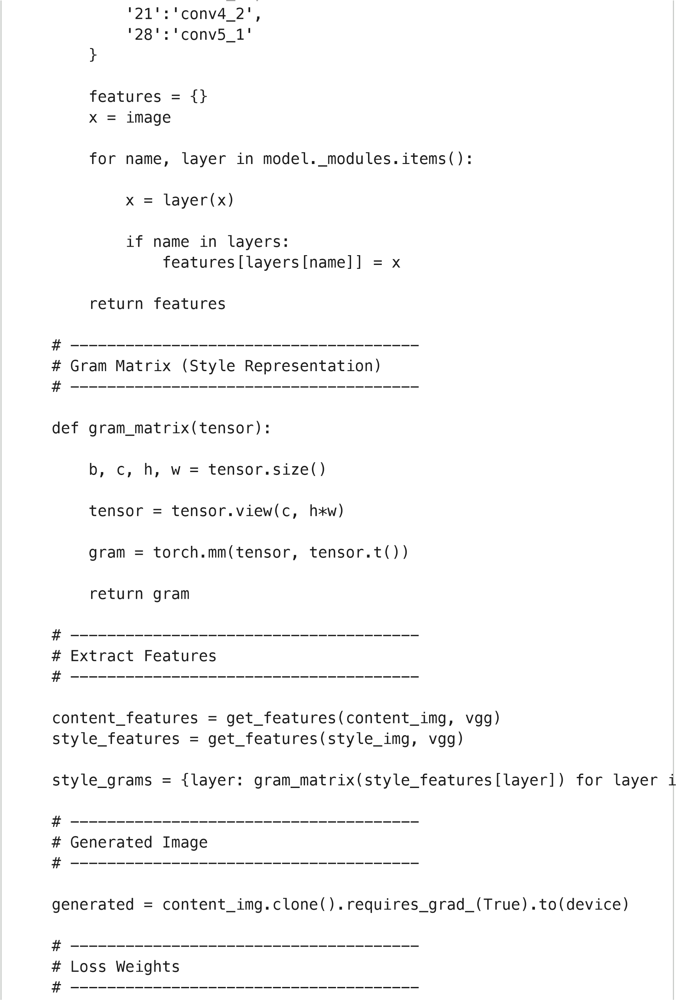 '21':'conv4_2',
'28':'conv5_1'
}
features = {}
x = image
for name, layer in model._modules.items():
x = layer(x)
if name in layers:
features[layers[name]] = x
return features
# --------------------------------------
# Gram Matrix (Style Representation)
# --------------------------------------
def gram_matrix(tensor):
b, c, h, w = tensor.size()
tensor = tensor.view(c, h*w)
gram = torch.mm(tensor, tensor.t())
return gram
# --------------------------------------
# Extract Features
# --------------------------------------
content_features = get_features(content_img, vgg)
style_features = get_features(style_img, vgg)
style_grams = {layer: gram_matrix(style_features[layer]) for layer i
# --------------------------------------
# Generated Image
# --------------------------------------
generated = content_img.clone().requires_grad_(True).to(device)
# --------------------------------------
# Loss Weights
# --------------------------------------